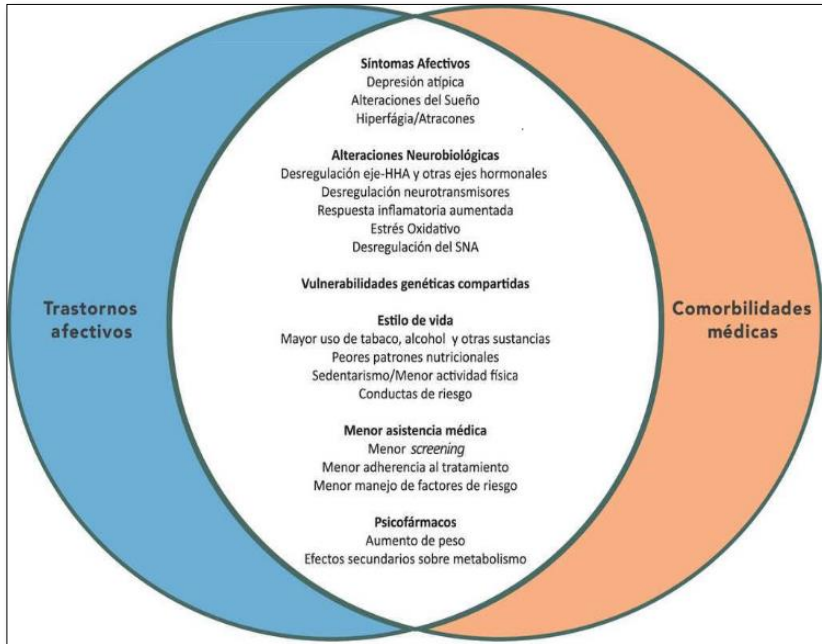 Síntomas Afectivos
Depresión atípica
Alteraciones del Sueño
Hiperfágia/Atracones
Alteraciones Neurobiológicas
Desregulación eje-HHA y otras ejes hormonales
Desregulación neurotransmisores
Respuesta inflamatoria aumentada
Estrés Oxidativo
Desregulación del SNA
Vulnerabilidades genéticas compartidas
Trastornos
afectivos
Estilo de vida
Mayor uso de tabaco, alcohol y otras sustancias
Peores patrones nutricionales
Sedentarismo/Menor actividad física
Conductas de riesgo
Comorbilidades
médicas
Menor asistencia médica
Menor screening
Menor adherencia al tratamiento
Menor manejo de factores de riesgo
Psicofármacos
Aumento de peso
Efectos secundarios sobre metabolismo